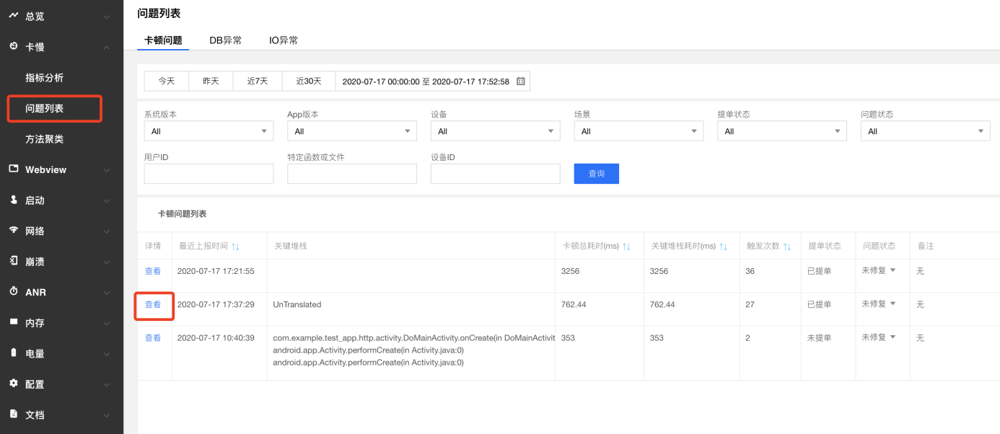 总览
卡慢
指标分析
问题列表
方法聚类
Webview
启动
网络
崩溃
ANR
内存
电量
配置
文档
问题列表
卡顿问题 DB异常 IO异常
今天 昨天 近7天 近30天 2020-07-17 00:00:00 至 2020-07-17 17:52:58
系统版本 App版本 设备 场景 提单状态 问题状态
All All All All All All
用户ID 特定函数或文件 设备ID
查询
卡顿问题列表
详情 最近上报时间 ↑↓ 关键堆栈 卡顿总耗时(ms) ↑↓ 关键堆栈耗时(ms) ↑↓ 触发次数 ↑↓ 提单状态 问题状态 备注
查看 2020-07-17 17:21:55 3256 3256 36 已提单 未修复 无
查看 2020-07-17 17:37:29 UnTranslated 762.44 762.44 27 已提单 未修复 无
查看 2020-07-17 10:40:39 com.example.test_app.http.activity.DoMainActivity.onCreate(in DoMainActivit 353 353 2 未提单 未修复 无
android.app.Activity.performCreate(in Activity.java:0)
android.app.Activity.performCreate(in Activity.java:0)